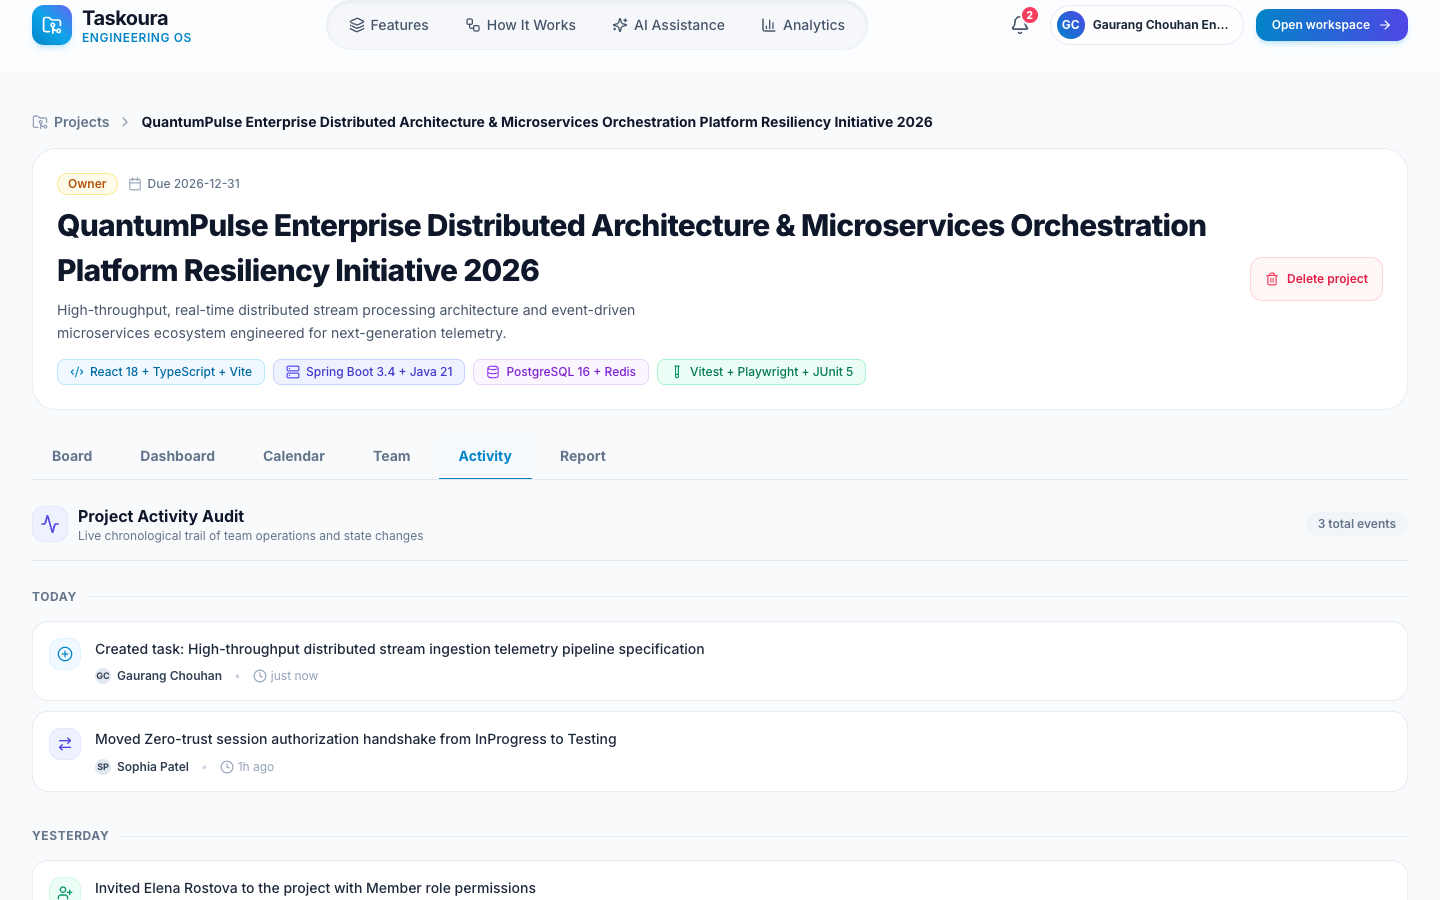 Taskoura
ENGINEERING OS
Features
How It Works
AI Assistance
Analytics
2
GC
Gaurang Chouhan En...
Open workspace
Projects
QuantumPulse Enterprise Distributed Architecture & Microservices Orchestration Platform Resiliency Initiative 2026
Owner
Due 2026-12-31
QuantumPulse Enterprise Distributed Architecture & Microservices Orchestration
Platform Resiliency Initiative 2026
Delete project
High-throughput, real-time distributed stream processing architecture and event-driven
microservices ecosystem engineered for next-generation telemetry.
React 18 + TypeScript + Vite
Spring Boot 3.4 + Java 21
PostgreSQL 16 + Redis
Vitest + Playwright + JUnit 5
Board
Dashboard
Calendar
Team
Activity
Report
Project Activity Audit
Live chronological trail of team operations and state changes
3 total events
TODAY
Created task: High-throughput distributed stream ingestion telemetry pipeline specification
GC Gaurang Chouhan • just now
Moved Zero-trust session authorization handshake from InProgress to Testing
SP Sophia Patel • 1h ago
YESTERDAY
Invited Elena Rostova to the project with Member role permissions